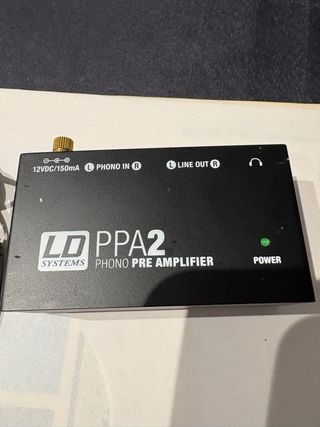 12VDC/150mA L PHONO IN R L LINE OUT R
LD
SYSTEMS
PPA2
PHONO PRE AMPLIFIER
POWER